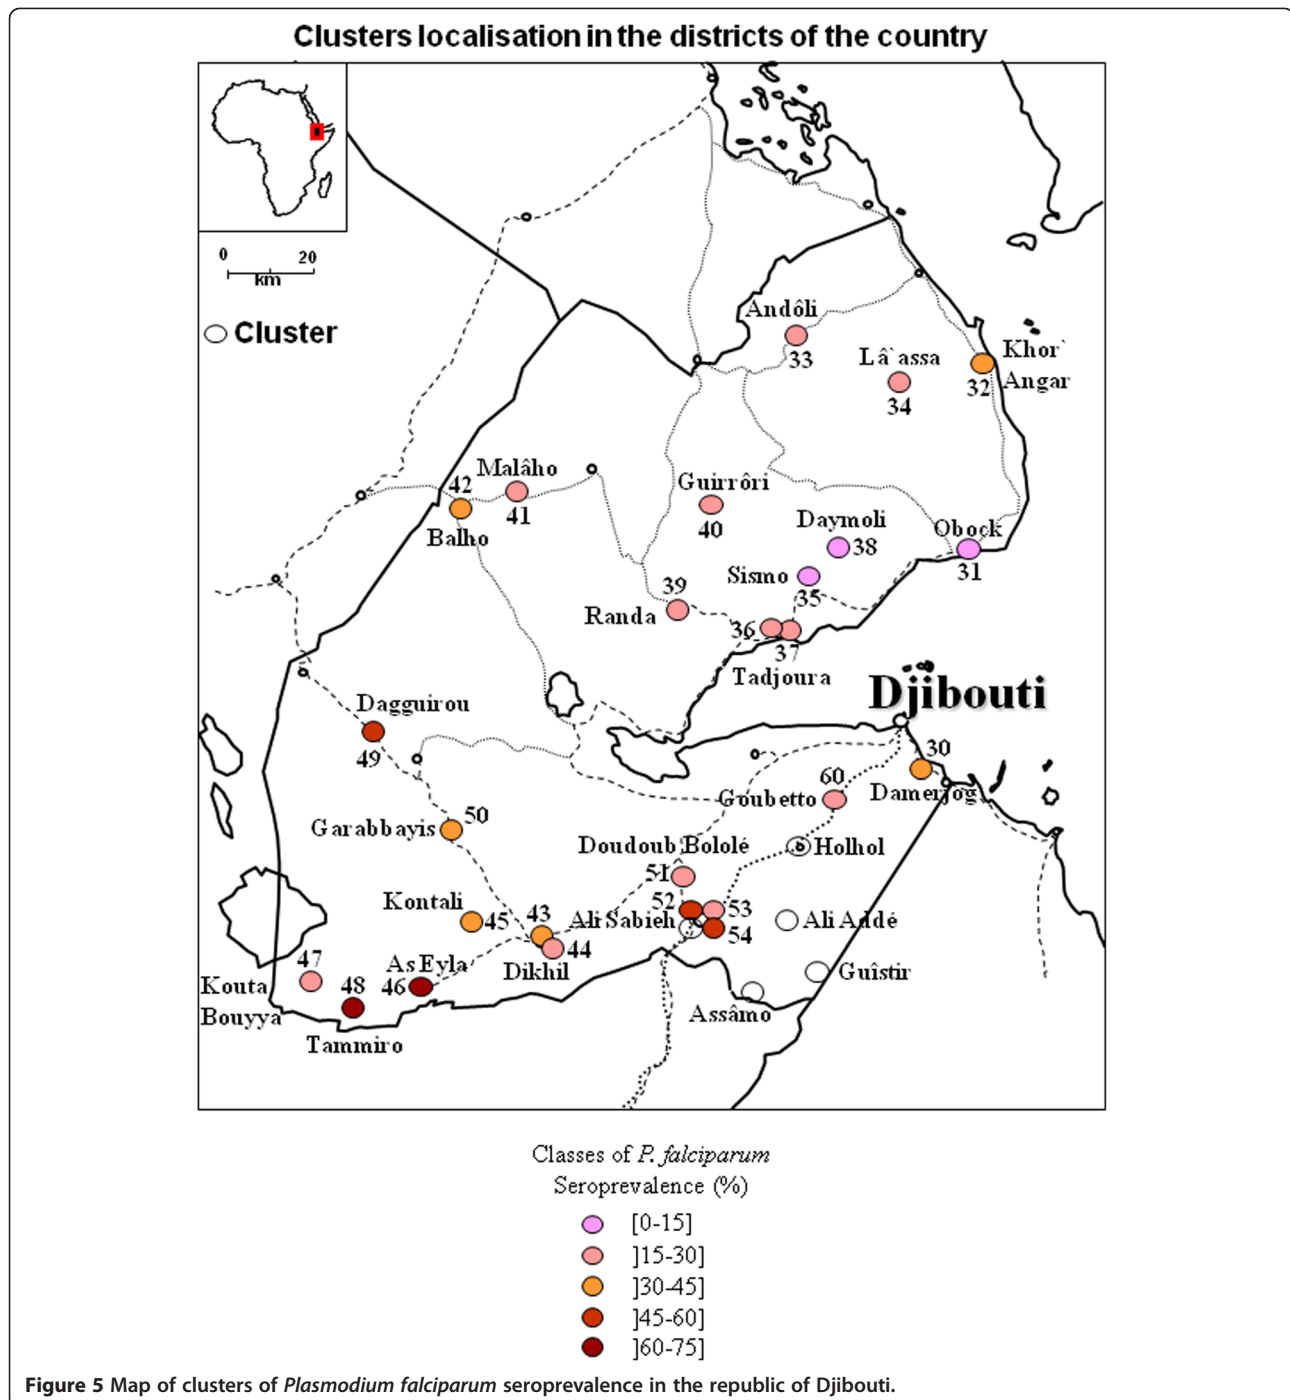 Clusters localisation in the districts of the country
0 20
km
Cluster
Andôli
33
Lâ`assa
34
Khor`
Angar
32
Malâho
41
42
Balho
Guirrôri
40
Daymoli
38
Obock
31
Sismo
35
39
Randa
36
37
Tadjoura
Djibouti
Dagguirou
49
30
Damerjog
60
Goubetto
50
Garabbayis
Holhol
Doudoub Bololé
51
52
53
54
Ali Sabieh
Ali Addé
Kontali
45
43
44
Dikhil
As Eyla
46
47
Kouta
Bouyya
48
Tammiro
Guîstir
Assâmo
Classes of P. falciparum
Seroprevalence (%)
[0-15]
]15-30]
]30-45]
]45-60]
]60-75]
Figure 5 Map of clusters of Plasmodium falciparum seroprevalence in the republic of Djibouti.